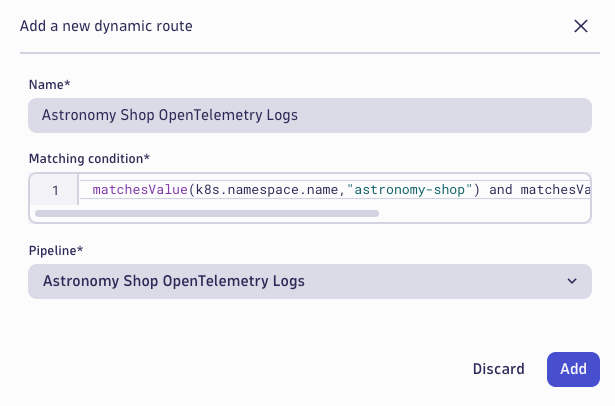 Add a new dynamic route
Name*
Astronomy Shop OpenTelemetry Logs
Matching condition*
1 matchesValue(k8s.namespace.name,"astronomy-shop") and matchesVa
Pipeline*
Astronomy Shop OpenTelemetry Logs
Discard Add